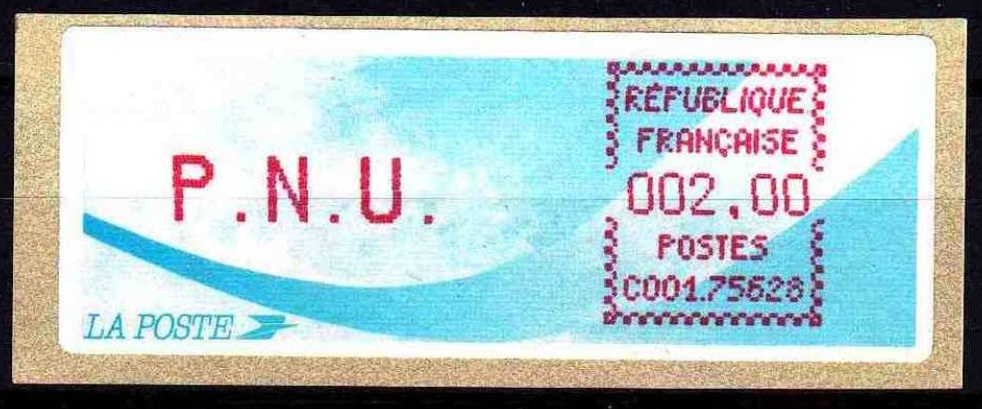 P.N.U.
RÉPUBLIQUE
FRANÇAISE
002,00
POSTES
C001.75628
LA POSTE